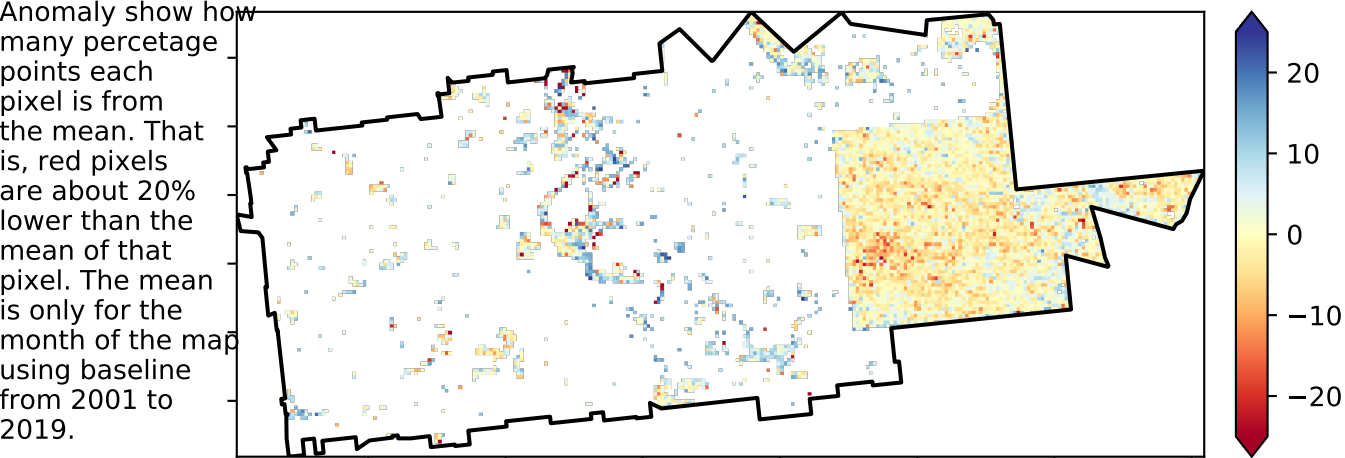 Anomaly show how
many percetage
points each
pixel is from
the mean. That
is, red pixels
are about 20%
lower than the
mean of that
pixel. The mean
is only for the
month of the map
using baseline
from 2001 to
2019.
20
10
0
−10
−20